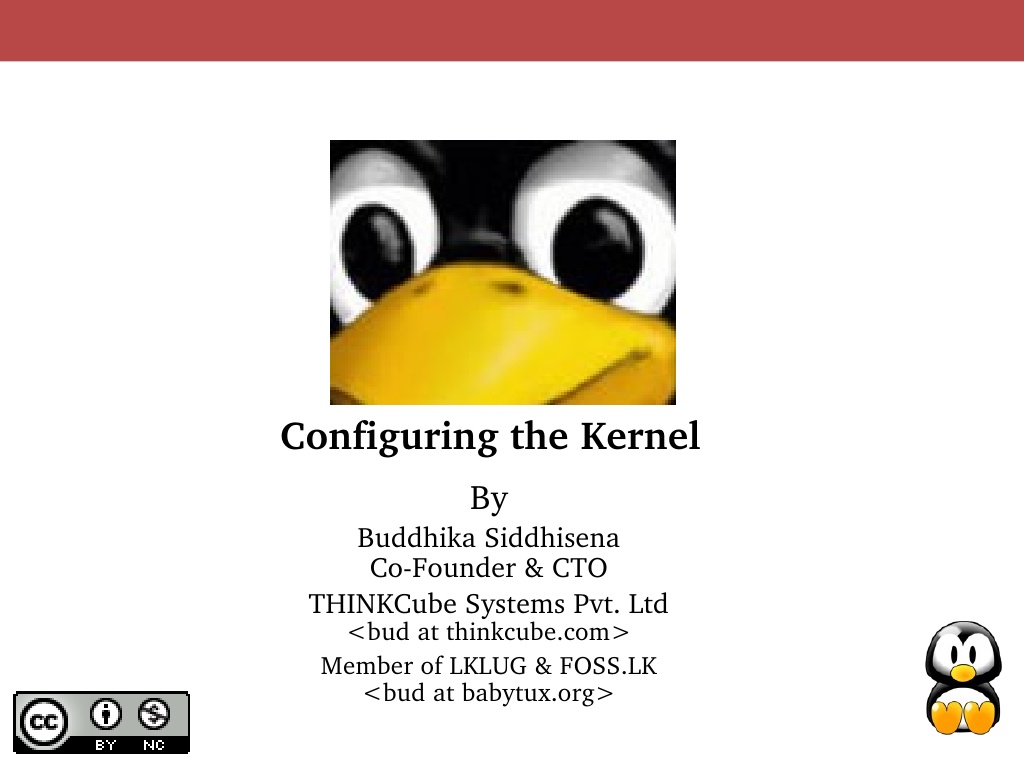 Configuring the Kernel
By
Buddhika Siddhisena
Co-Founder & CTO
THINKCube Systems Pvt. Ltd
<bud at thinkcube.com>
Member of LKLUG & FOSS.LK
<bud at babytux.org>
cc
BY NC